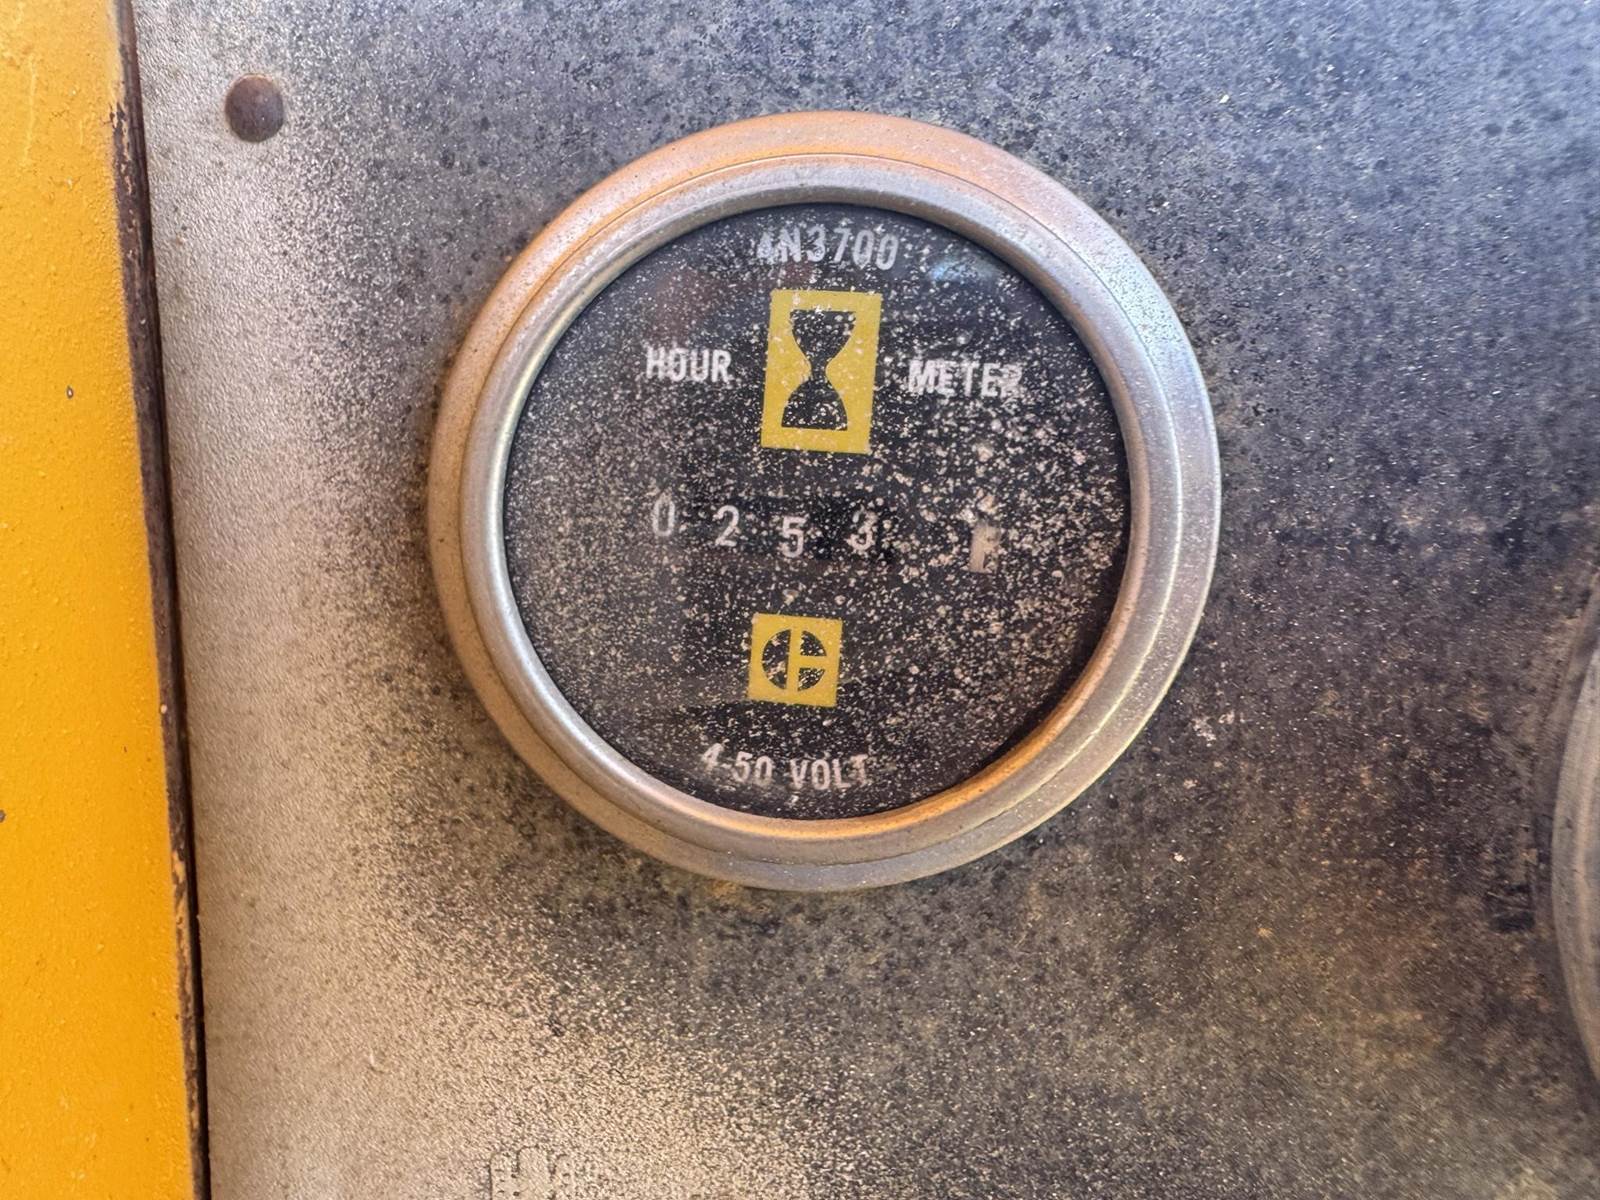 4N3700
HOUR METER
0 2 5 3
4-50 VOLT